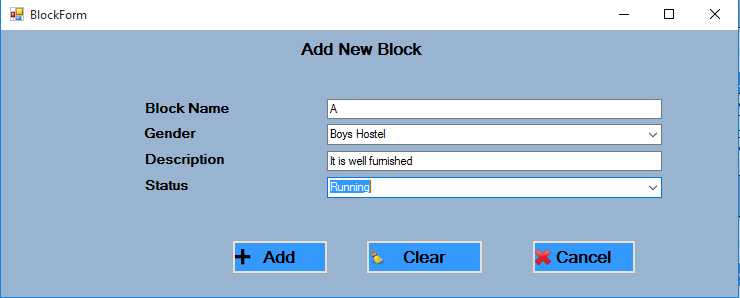 BlockForm
Add New Block
Block Name A
Gender Boys Hostel
Description It is well furnished
Status Running
Add Clear Cancel